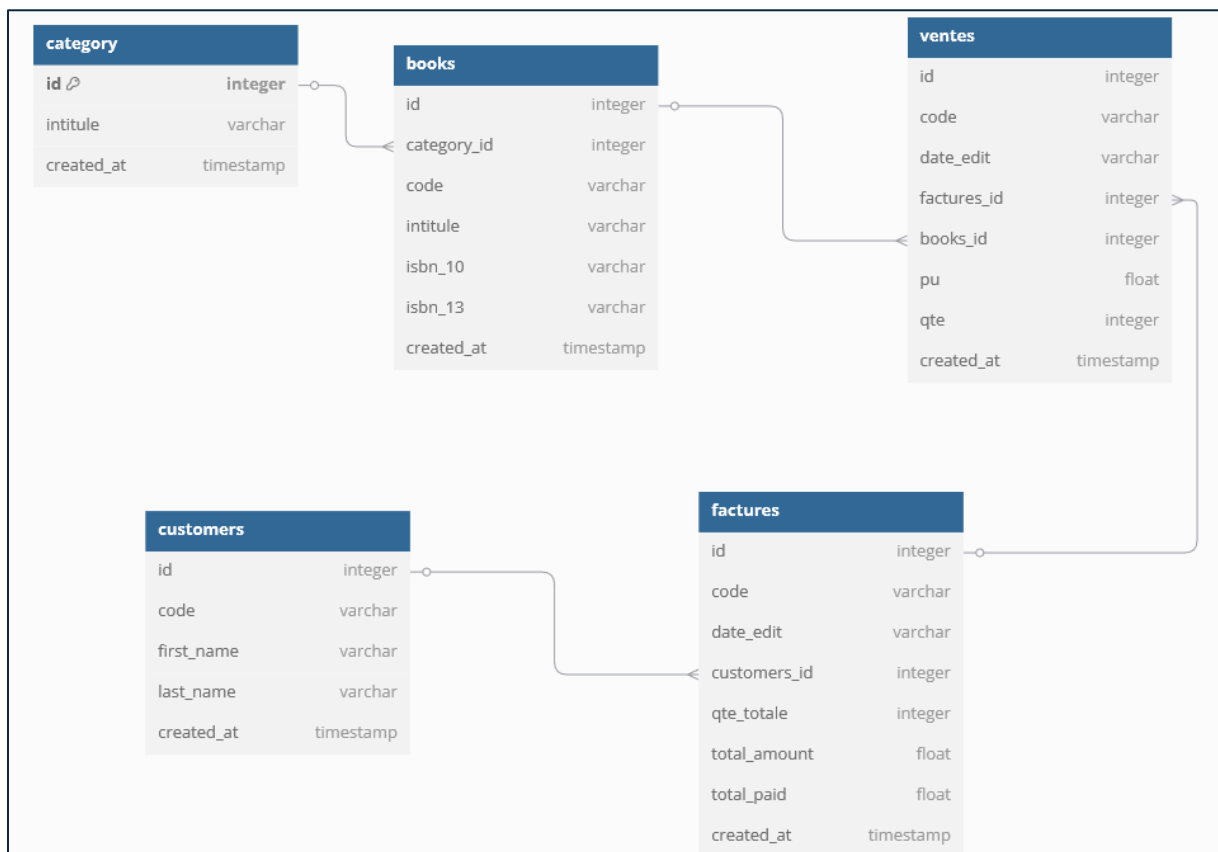 category
id integer
intitule varchar
created_at timestamp
books
id integer
category_id integer
code varchar
intitule varchar
isbn_10 varchar
isbn_13 varchar
created_at timestamp
ventes
id integer
code varchar
date_edit varchar
factures_id integer
books_id integer
pu float
qte integer
created_at timestamp
customers
id integer
code varchar
first_name varchar
last_name varchar
created_at timestamp
factures
id integer
code varchar
date_edit varchar
customers_id integer
qte_totale integer
total_amount float
total_paid float
created_at timestamp